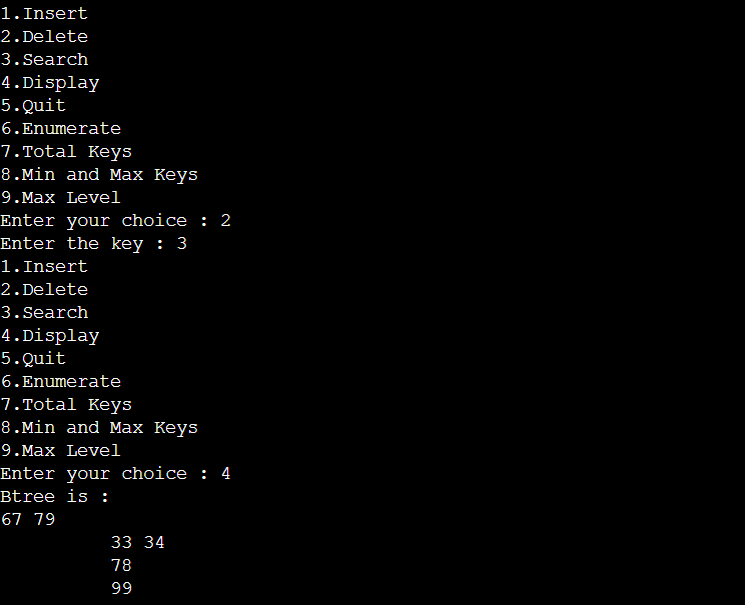 1.Insert
2.Delete
3.Search
4.Display
5.Quit
6.Enumerate
7.Total Keys
8.Min and Max Keys
9.Max Level
Enter your choice : 2
Enter the key : 3
1.Insert
2.Delete
3.Search
4.Display
5.Quit
6.Enumerate
7.Total Keys
8.Min and Max Keys
9.Max Level
Enter your choice : 4
Btree is :
67 79
          33 34
          78
          99